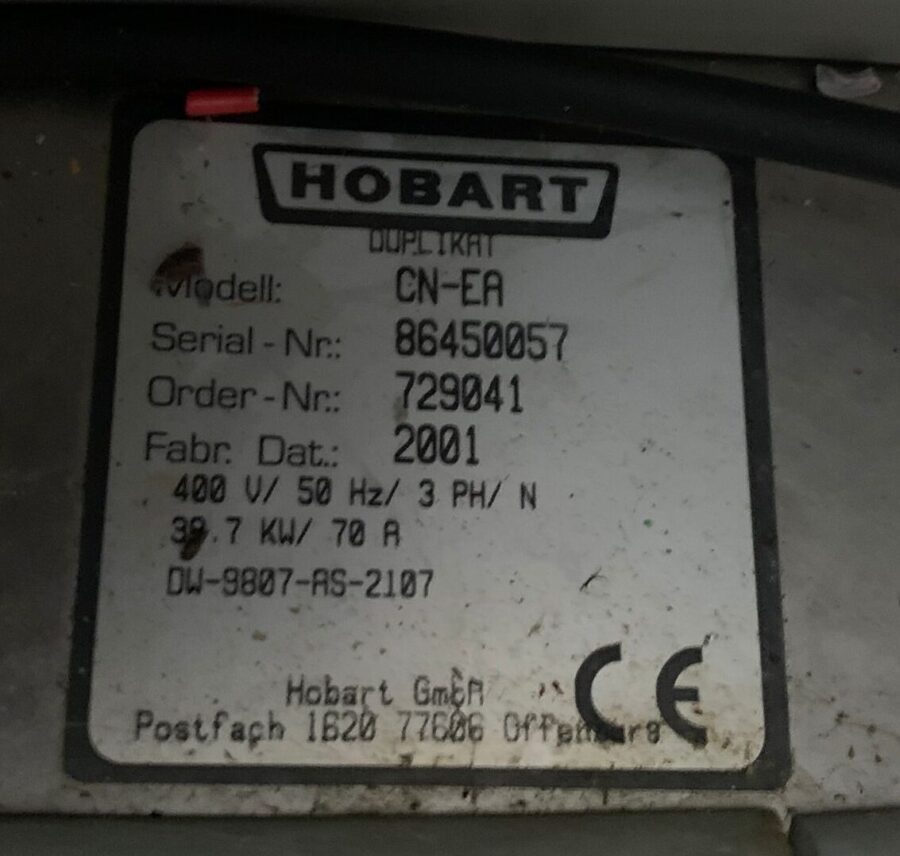 HOBART
DUPLIKAT
Modell: CN-EA
Serial-Nr.: 86450057
Order-Nr.: 729041
Fabr. Dat.: 2001
400 V/ 50 Hz/ 3 PH/ N
KW/ 70 A
DW-9807-AS-2107
Hobart GmbH
Postfach 1620 77606 Offenburg
CE